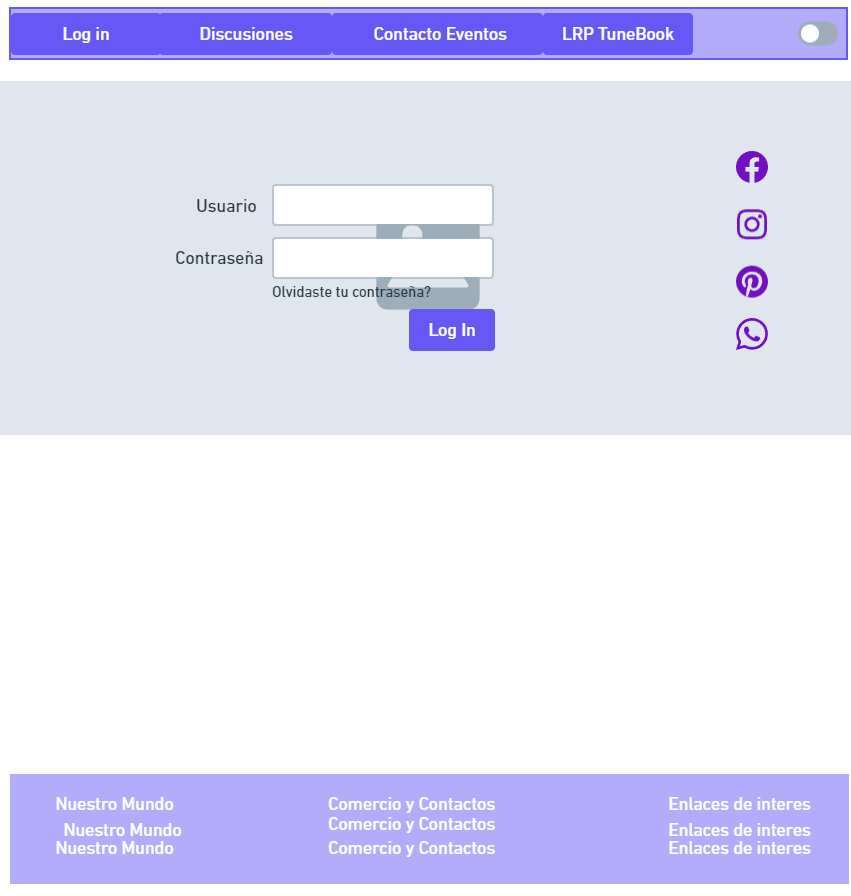 Log in Discusiones Contacto Eventos LRP TuneBook
Usuario
Contraseña
Olvidaste tu contraseña?
Log In
Nuestro Mundo Comercio y Contactos Enlaces de interes
Nuestro Mundo Comercio y Contactos Enlaces de interes
Nuestro Mundo Comercio y Contactos Enlaces de interes